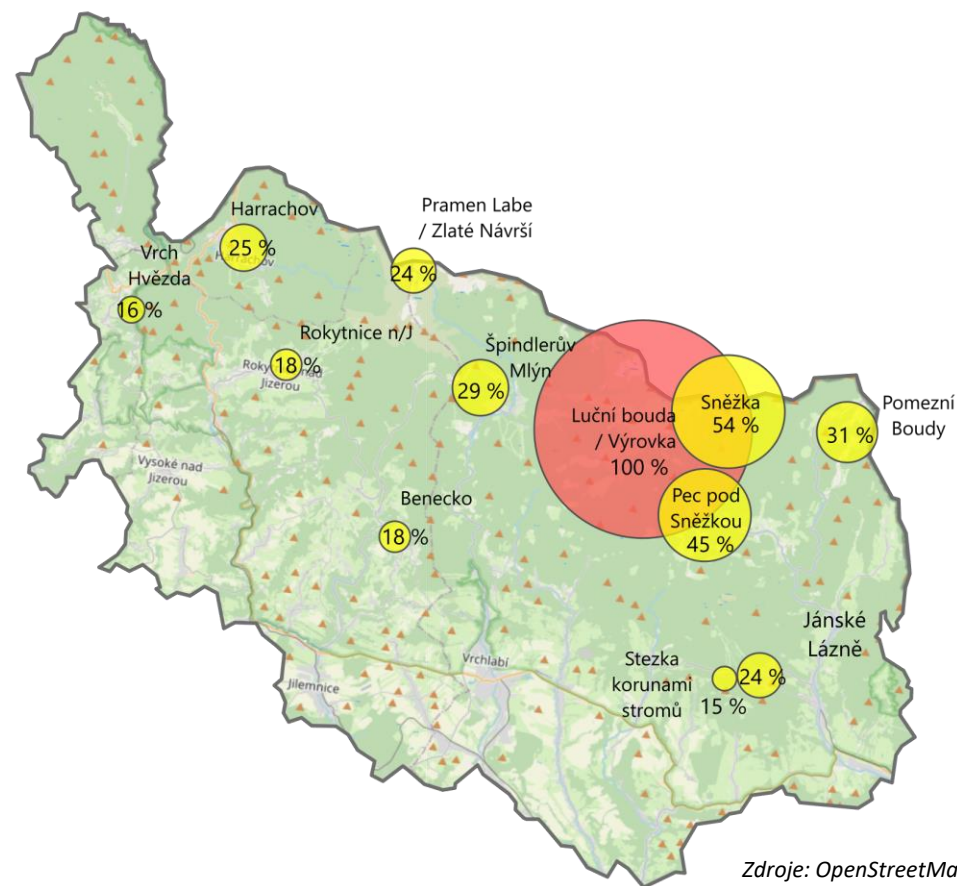 Harrachov
25 %
Harrachov
Pramen Labe
/ Zlaté Návrší
24 %
Vrch
Hvězda
16 %
Rokytnice n/J
18 %
Jizerou
Špindlerův
Mlýn
29 %
Luční bouda
/ Výrovka
100 %
Sněžka
54 %
Pomezní
Boudy
31 %
Pec pod
Sněžkou
45 %
Vysoké nad
Jizerou
Benecko
18 %
Jánské
Lázně
24 %
Stezka
korunami
stromů
15 %
Vrchlabí
Jilemnice
Zdroje: OpenStreetMa